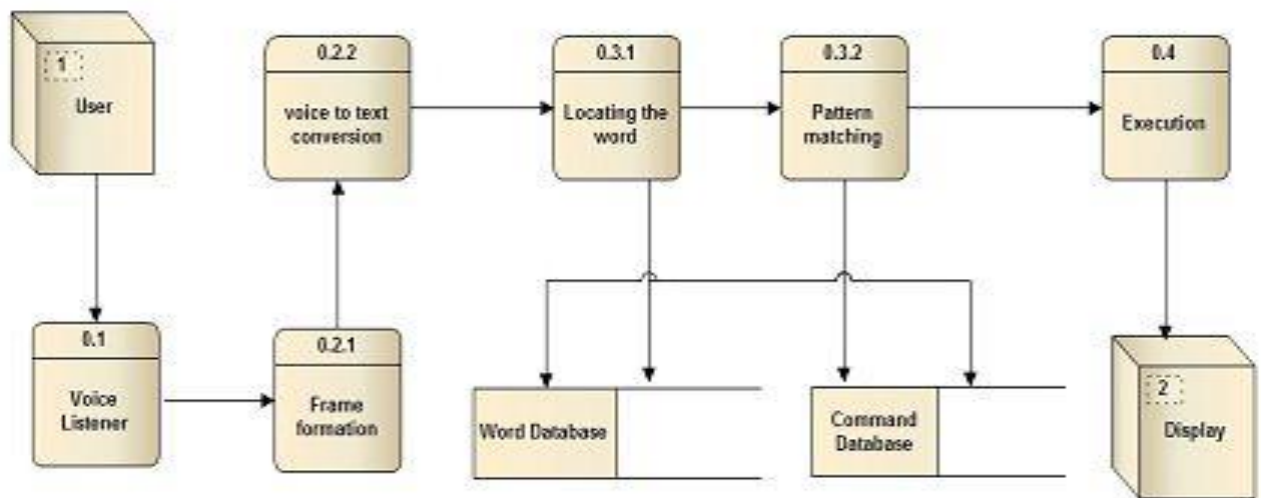 1
User
0.2.2
voice to text
conversion
0.3.1
Locating the
word
0.3.2
Pattern
matching
0.4
Execution
0.1
Voice
Listener
0.2.1
Frame
formation
Word Database
Command
Database
2
Display